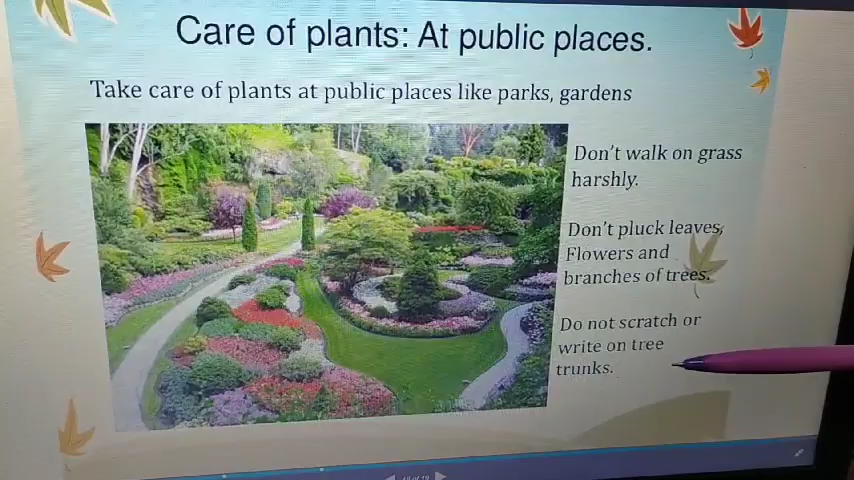 Care of plants: At public places.
Take care of plants at public places like parks, gardens
Don't walk on grass
harshly.
Don't pluck leaves,
Flowers and
branches of trees.
Do not scratch or
write on tree
trunks.